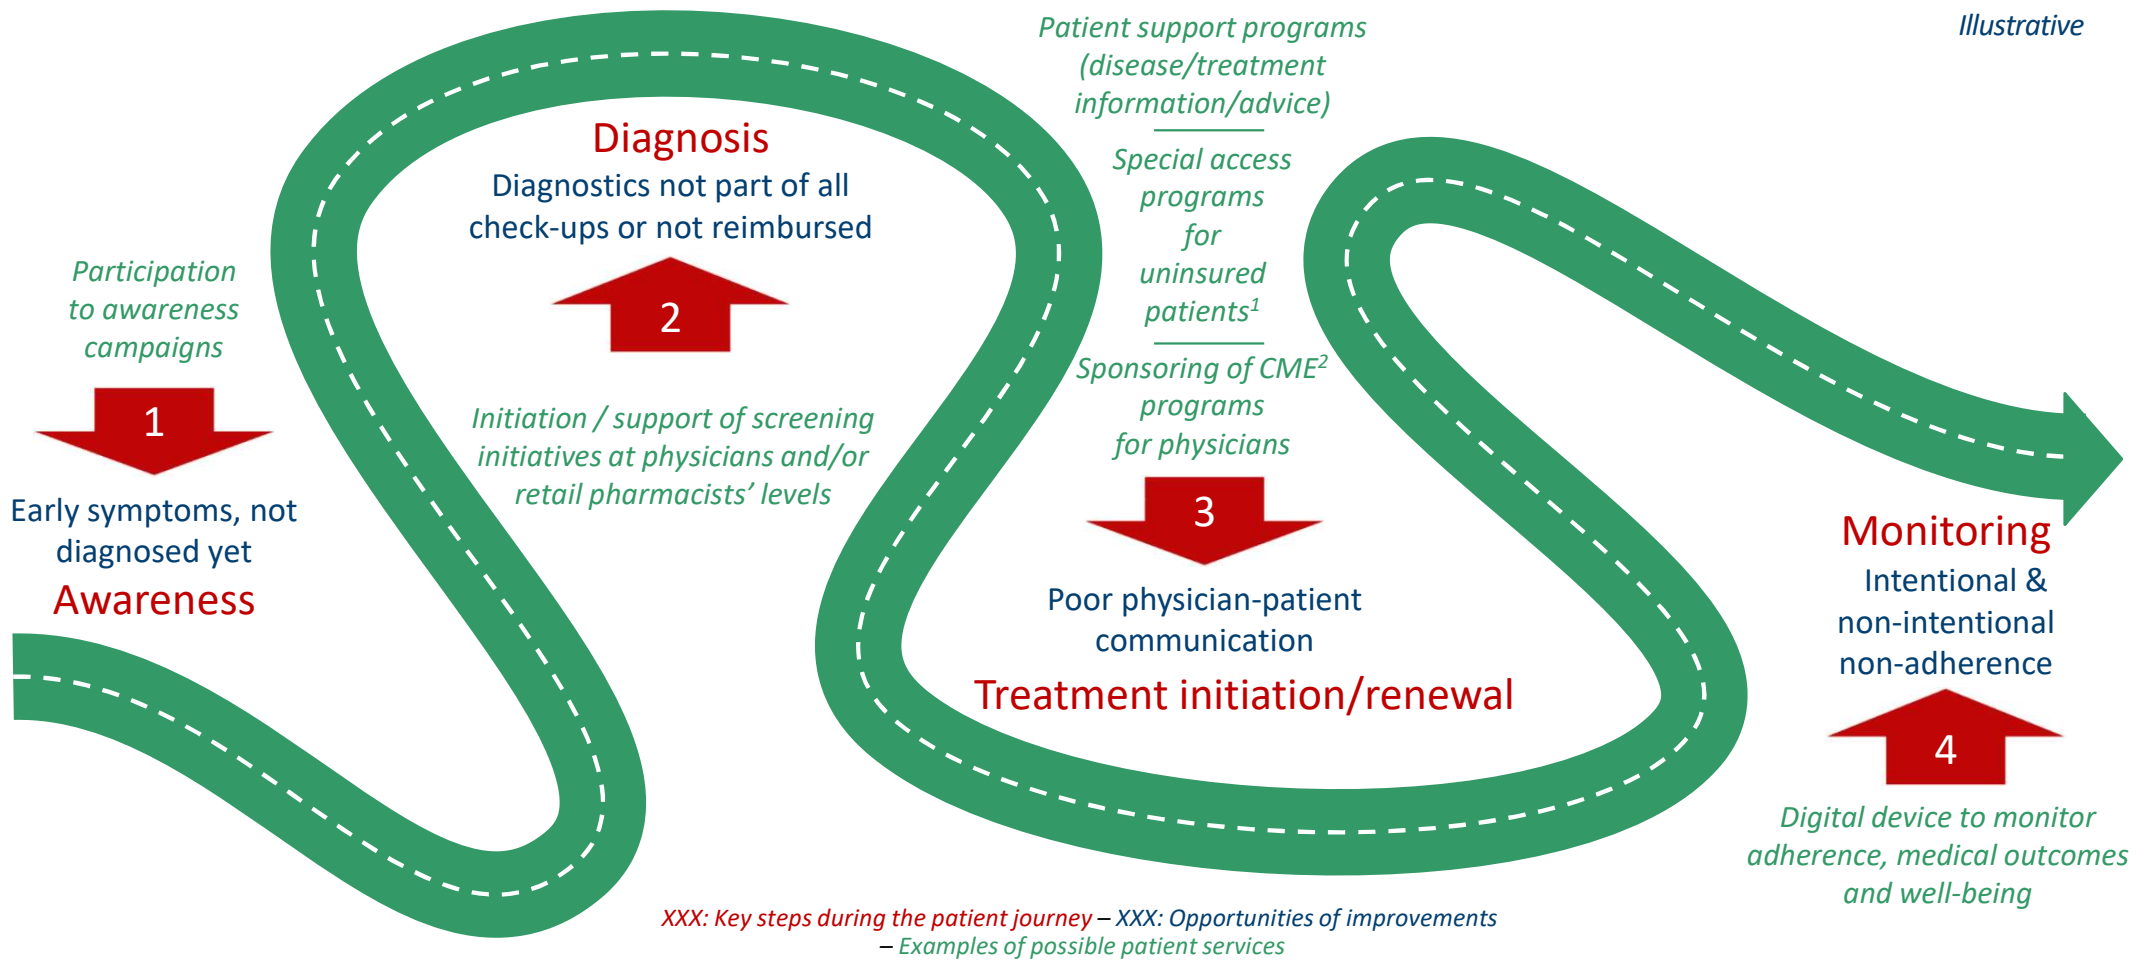 Illustrative
Participation
to awareness
campaigns
1
Early symptoms, not
diagnosed yet
Awareness
Diagnosis
Diagnostics not part of all
check-ups or not reimbursed
2
Initiation / support of screening
initiatives at physicians and/or
retail pharmacists’ levels
Patient support programs
(disease/treatment
information/advice)
Special access
programs
for
uninsured
patients¹
Sponsoring of CME²
programs
for physicians
3
Poor physician-patient
communication
Treatment initiation/renewal
Monitoring
Intentional &
non-intentional
non-adherence
4
Digital device to monitor
adherence, medical outcomes
and well-being
XXX: Key steps during the patient journey – XXX: Opportunities of improvements
– Examples of possible patient services